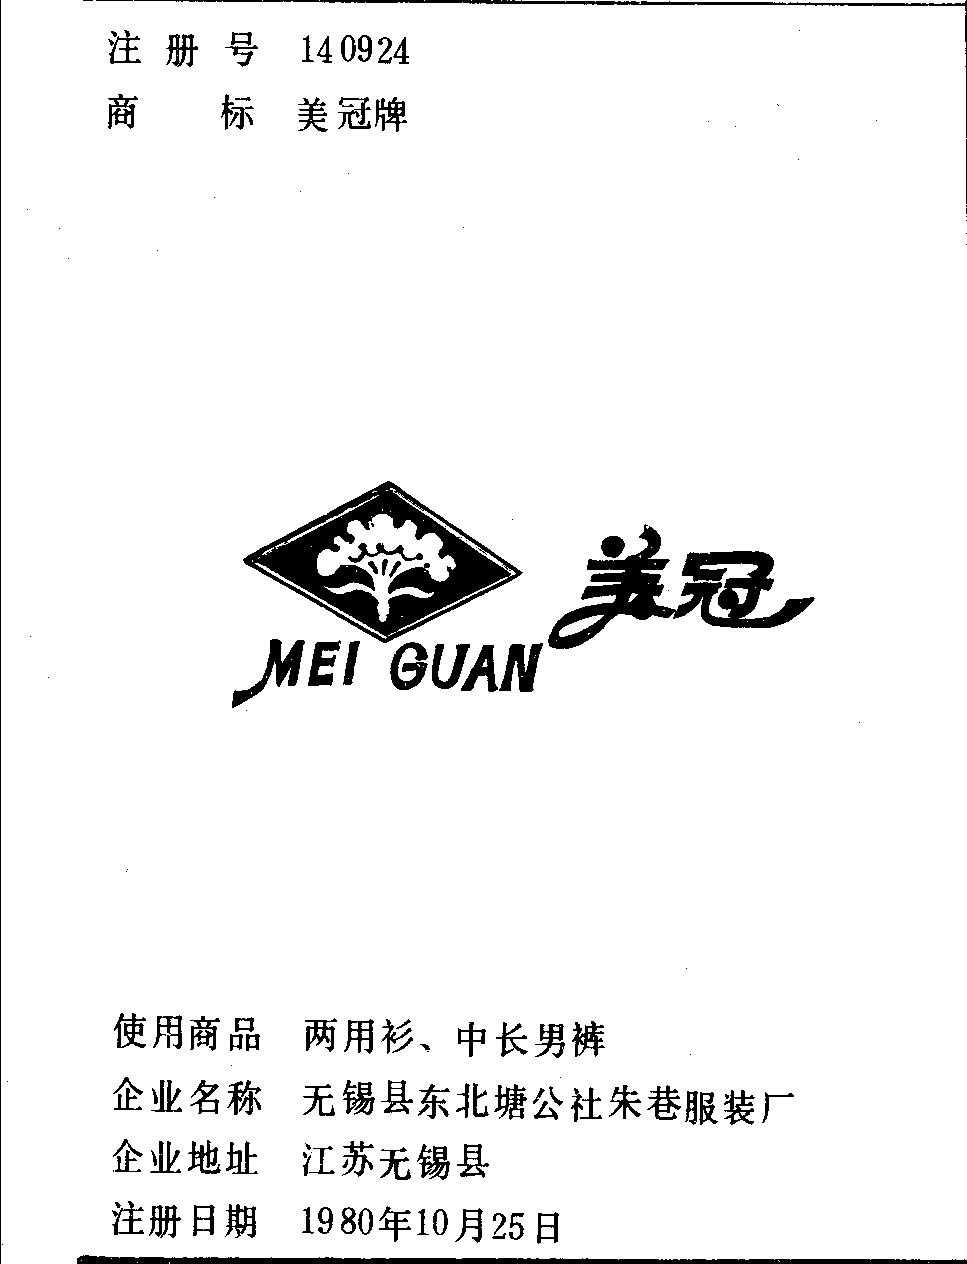 注册号 140924
商标 美冠牌
美冠
MEI GUAN
使用商品 两用衫、中长男裤
企业名称 无锡县东北塘公社朱巷服装厂
企业地址 江苏无锡县
注册日期 1980年10月25日